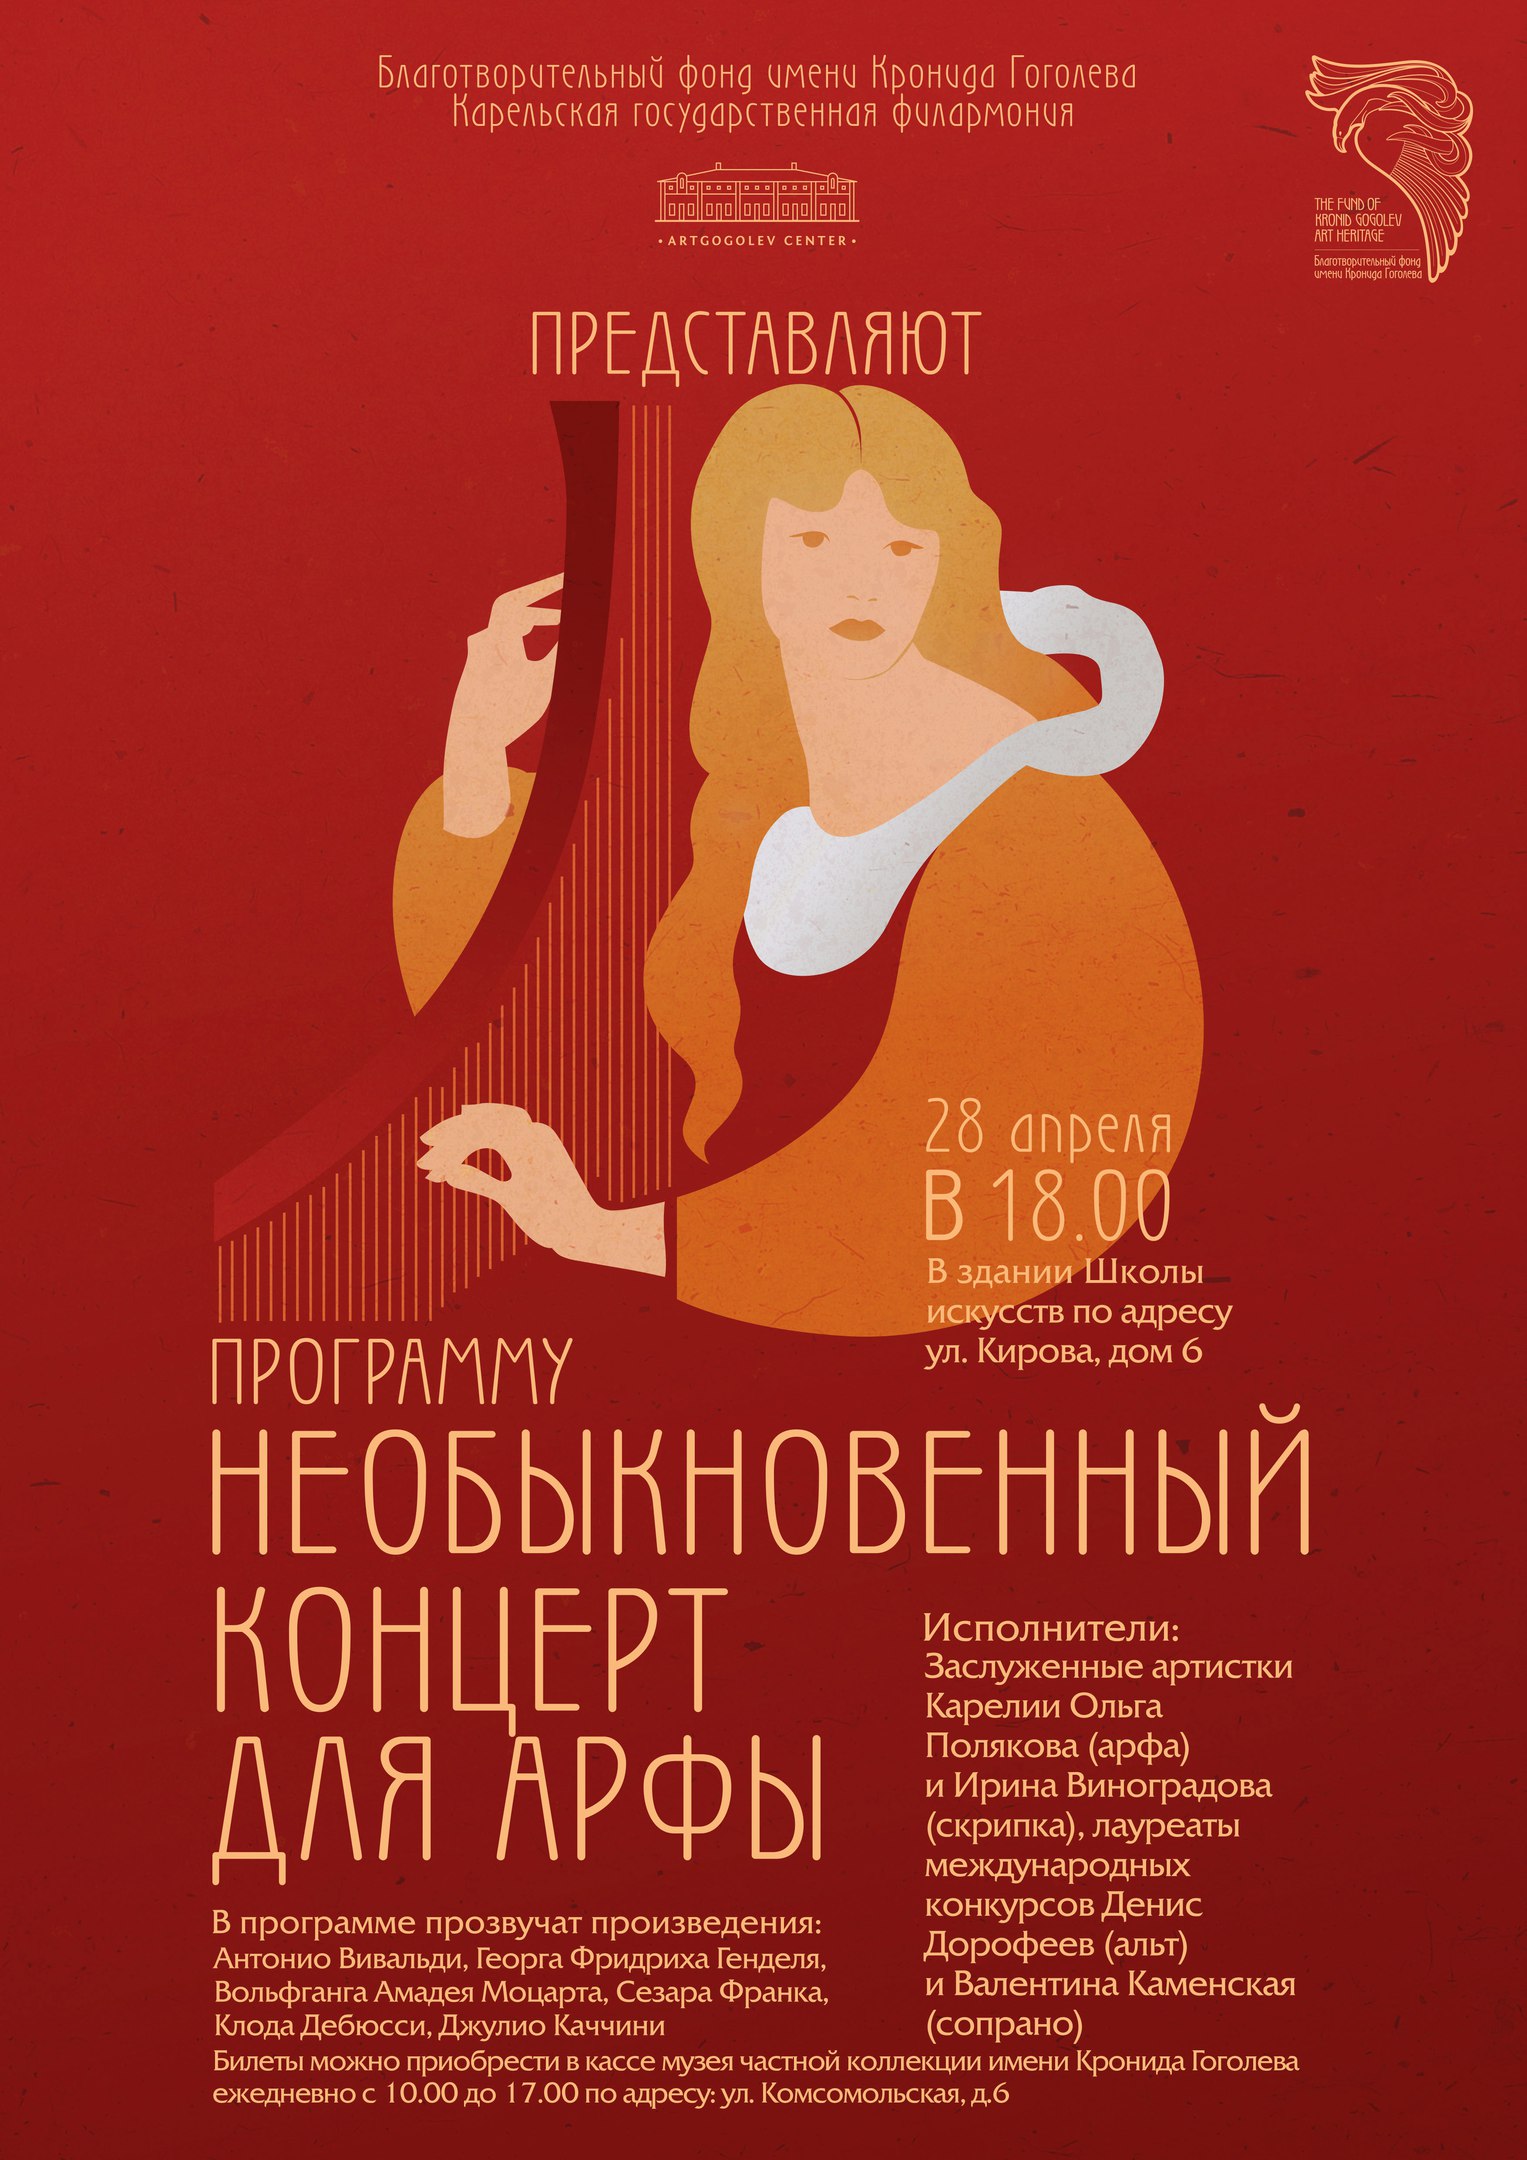 Благотворительный фонд имени Кронида Гоголева
Карельская государственная филармония
• ARTGOGOLEV CENTER •
THE FUND OF
KRONID GOGOLEV
ART HERITAGE
Благотворительный фонд
имени Кронида Гоголева
ПРЕДСТАВЛЯЮТ
28 апреля
В 18.00
В здании Школы
искусств по адресу
ул. Кирова, дом 6
ПРОГРАММУ
НЕОБЫКНОВЕННЫЙ
КОНЦЕРТ
ДЛЯ АРФЫ
Исполнители:
Заслуженные артистки
Карелии Ольга
Полякова (арфа)
и Ирина Виноградова
(скрипка), лауреаты
международных
конкурсов Денис
Дорофеев (альт)
и Валентина Каменская
(сопрано)
В программе прозвучат произведения:
Антонио Вивальди, Георга Фридриха Генделя,
Вольфганга Амадея Моцарта, Сезара Франка,
Клода Дебюсси, Джулио Каччини
Билеты можно приобрести в кассе музея частной коллекции имени Кронида Гоголева
ежедневно с 10.00 до 17.00 по адресу: ул. Комсомольская, д.6